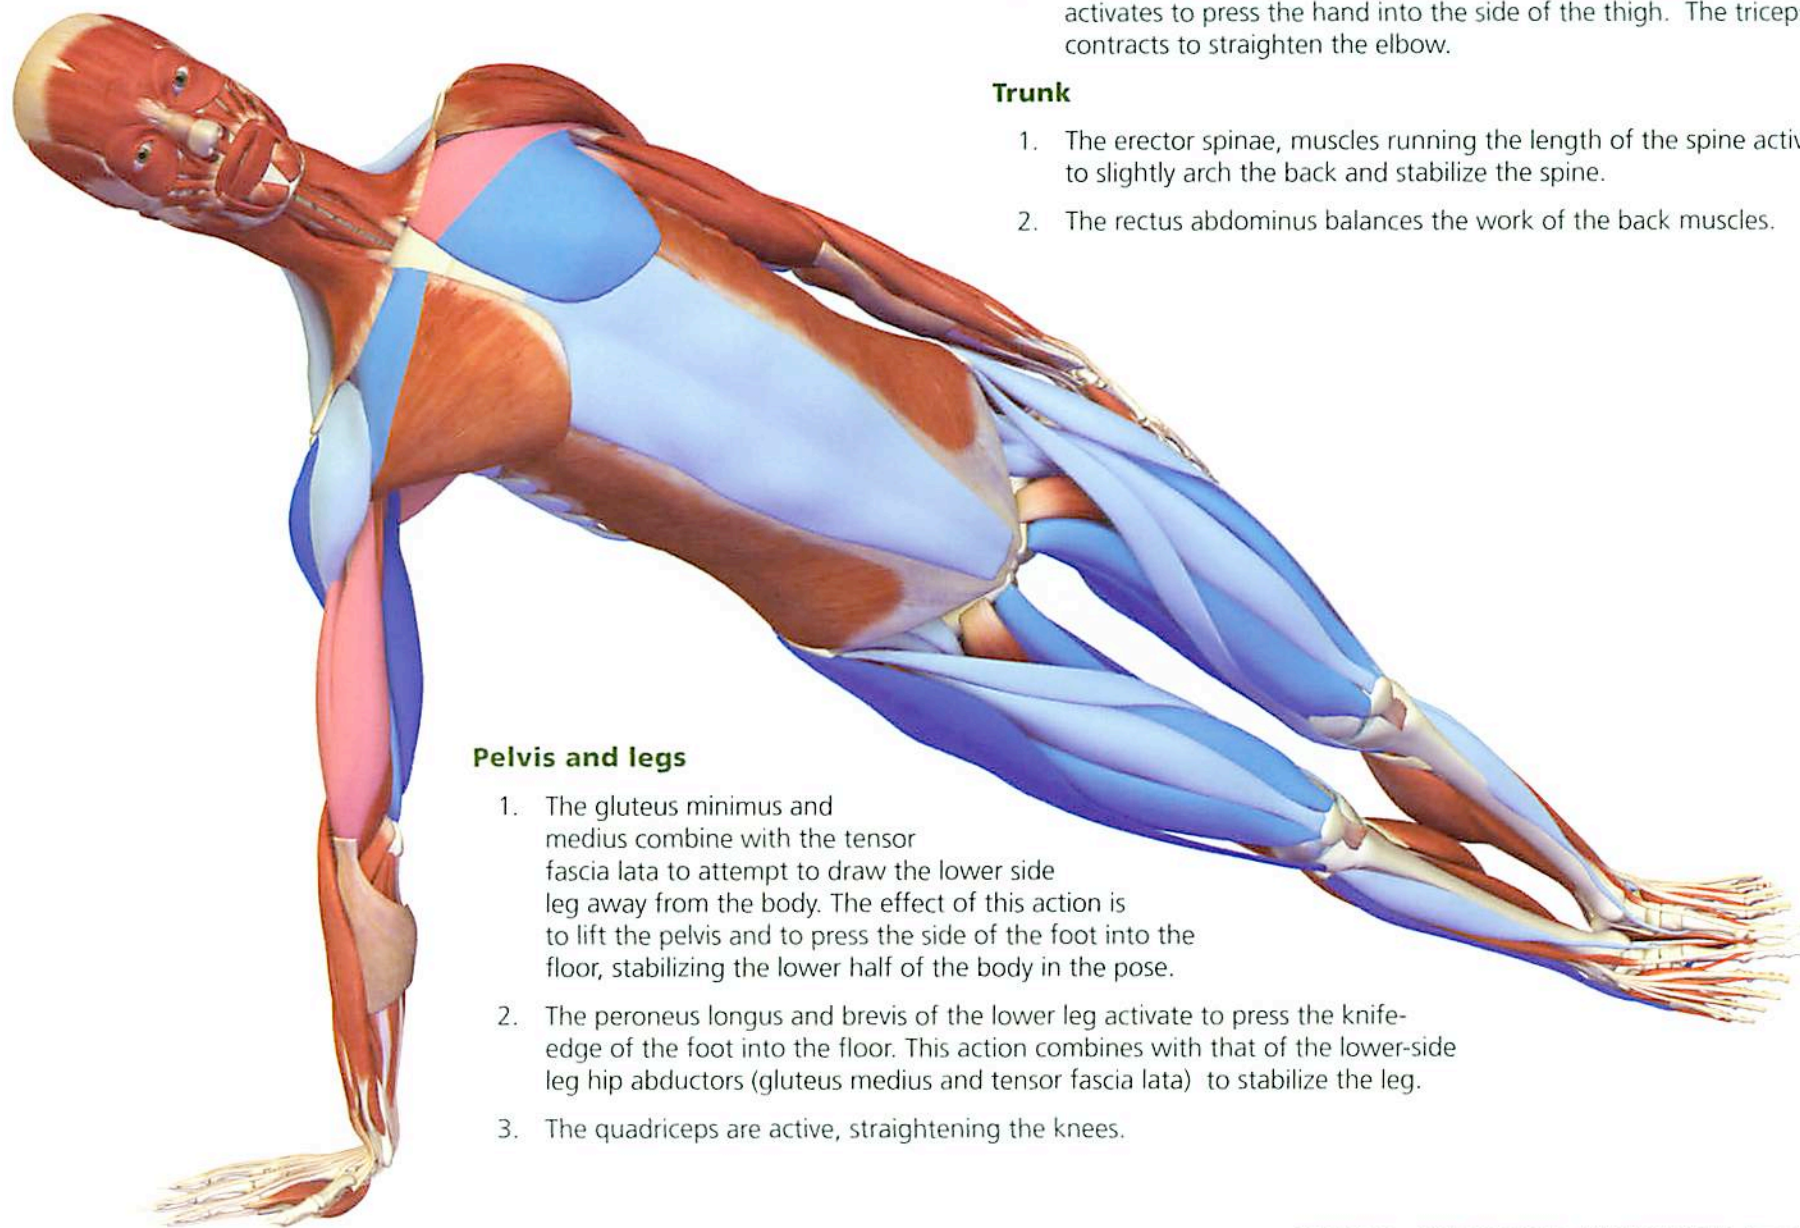 activates to press the hand into the side of the thigh. The tricep
contracts to straighten the elbow.
Trunk
1. The erector spinae, muscles running the length of the spine activ
to slightly arch the back and stabilize the spine.
2. The rectus abdominus balances the work of the back muscles.
Pelvis and legs
1. The gluteus minimus and
medius combine with the tensor
fascia lata to attempt to draw the lower side
leg away from the body. The effect of this action is
to lift the pelvis and to press the side of the foot into the
floor, stabilizing the lower half of the body in the pose.
2. The peroneus longus and brevis of the lower leg activate to press the knife-
edge of the foot into the floor. This action combines with that of the lower-side
leg hip abductors (gluteus medius and tensor fascia lata) to stabilize the leg.
3. The quadriceps are active, straightening the knees.